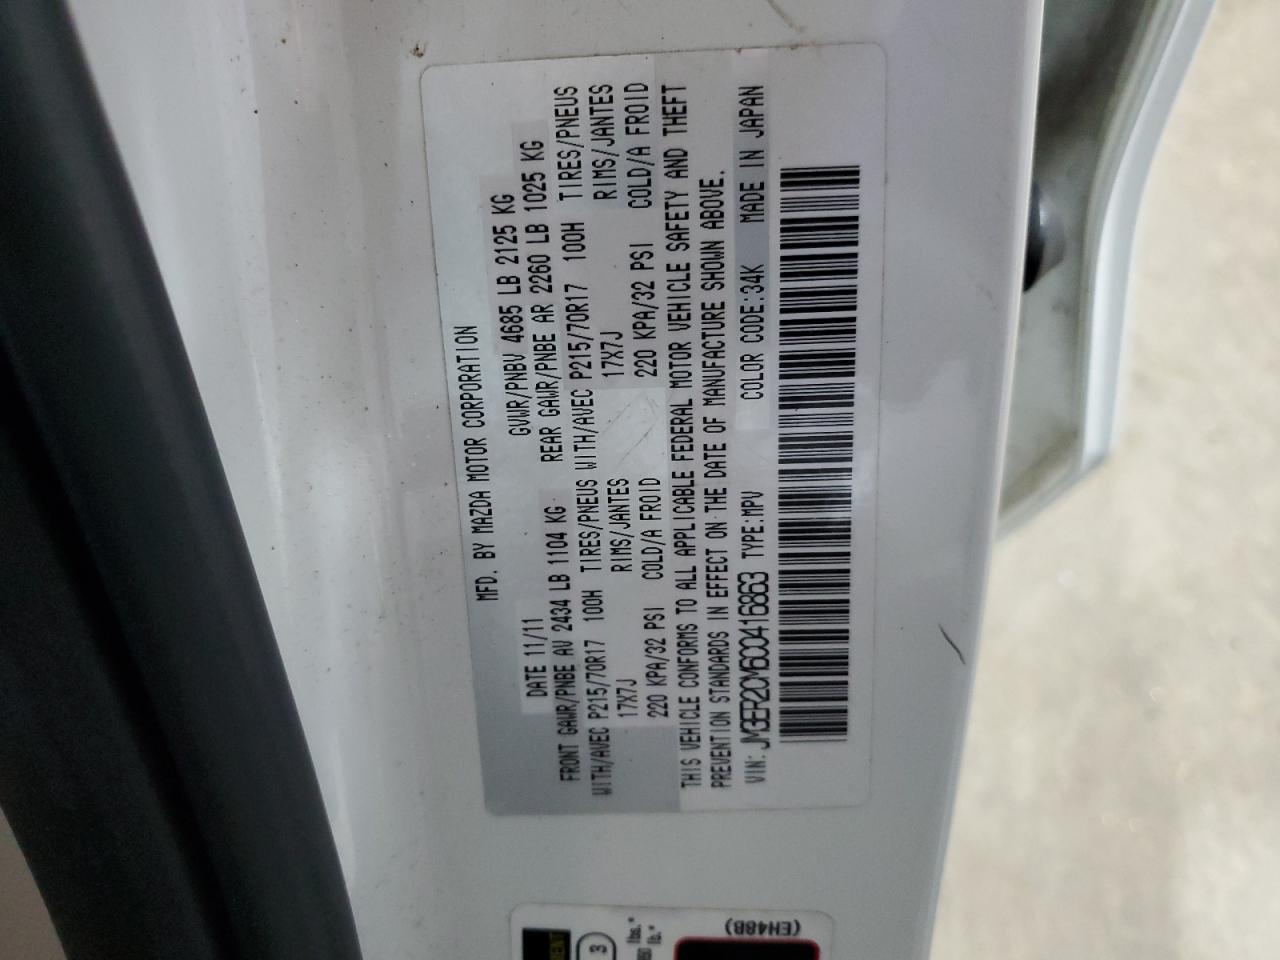 MFD. BY MAZDA MOTOR CORPORATION
DATE 11/11 GVWR/PNBV 4685 LB 2125 KG
FRONT GAWR/PNBE AV 2434 LB 1104 KG REAR GAWR/PNBE AR 2260 LB 1025 KG
WITH/AVEC P215/70R17 100H TIRES/PNEUS WITH/AVEC P215/70R17 100H TIRES/PNEUS
17X7J RIMS/JANTES 17X7J RIMS/JANTES
220 KPA/32 PSI COLD/A FROID 220 KPA/32 PSI COLD/A FROID
THIS VEHICLE CONFORMS TO ALL APPLICABLE FEDERAL MOTOR VEHICLE SAFETY AND THEFT
PREVENTION STANDARDS IN EFFECT ON THE DATE OF MANUFACTURE SHOWN ABOVE.
VIN: JM3ER2CM6C0416863 TYPE:MPV COLOR CODE:34K MADE IN JAPAN
(EH48B)
3
lbs.*
lb.*